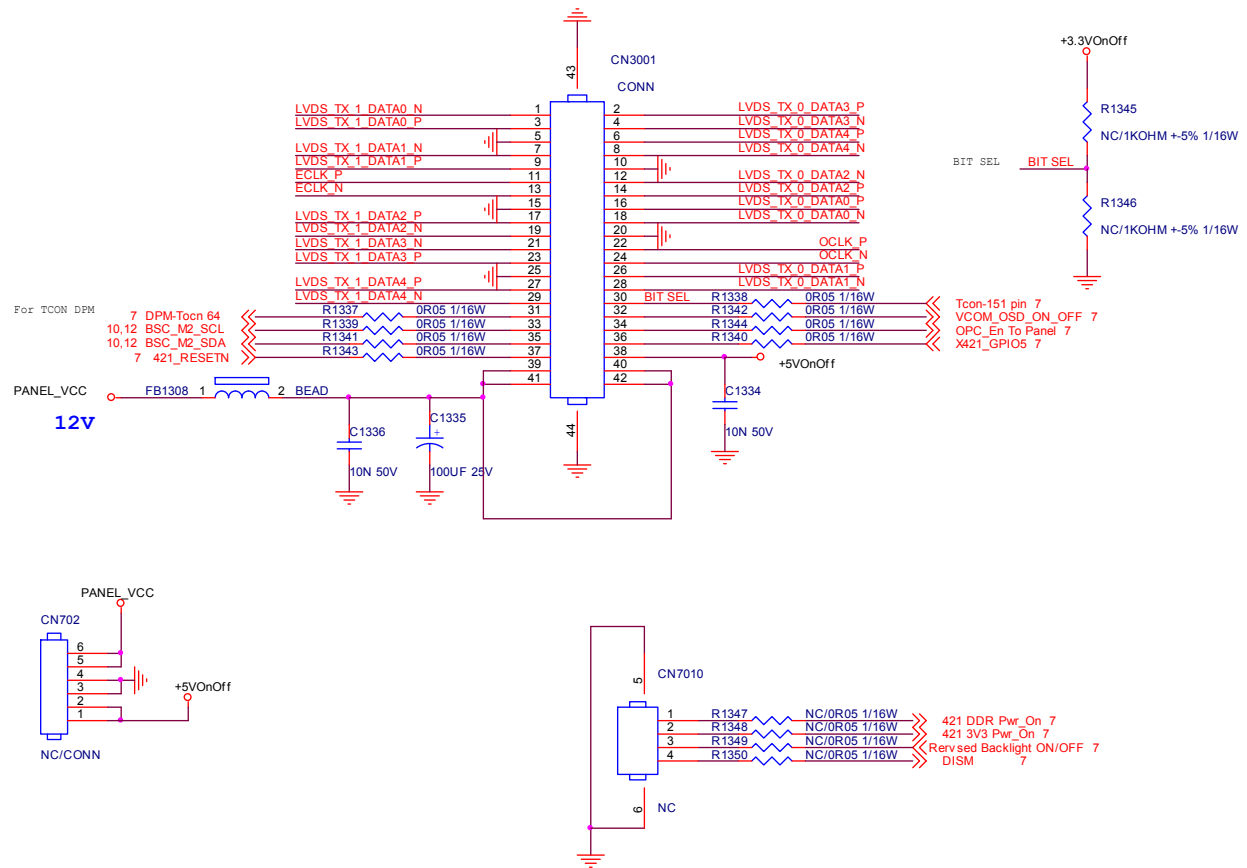 43
CN3001
CONN
+3.3VOnOff
R1345
NC/1KOHM +-5% 1/16W
BIT SEL
BIT SEL
R1346
NC/1KOHM +-5% 1/16W
LVDS_TX_1_DATA0_N 1 2 LVDS_TX_0_DATA3_P
LVDS_TX_1_DATA0_P 3 4 LVDS_TX_0_DATA3_N
5 6 LVDS_TX_0_DATA4_P
LVDS_TX_1_DATA1_N 7 8 LVDS_TX_0_DATA4_N
LVDS_TX_1_DATA1_P 9 10
ECLK_P 11 12 LVDS_TX_0_DATA2_N
ECLK_N 13 14 LVDS_TX_0_DATA2_P
15 16 LVDS_TX_0_DATA0_P
LVDS_TX_1_DATA2_P 17 18 LVDS_TX_0_DATA0_N
LVDS_TX_1_DATA2_N 19 20
LVDS_TX_1_DATA3_N 21 22 OCLK_P
LVDS_TX_1_DATA3_P 23 24 OCLK_N
25 26 LVDS_TX_0_DATA1_P
LVDS_TX_1_DATA4_P 27 28 LVDS_TX_0_DATA1_N
LVDS_TX_1_DATA4_N 29 30 BIT SEL R1338 0R05 1/16W Tcon-151 pin 7
For TCON DPM
7 DPM-Tocn 64 R1337 0R05 1/16W 31 32 R1342 0R05 1/16W VCOM_OSD_ON_OFF 7
10,12 BSC_M2_SCL R1339 0R05 1/16W 33 34 R1344 0R05 1/16W OPC_En To Panel 7
10,12 BSC_M2_SDA R1341 0R05 1/16W 35 36 R1340 0R05 1/16W X421_GPIO5 7
7 421_RESETN R1343 0R05 1/16W 37 38 +5VOnOff
39 40
41 42
PANEL_VCC FB1308 1 2 BEAD
12V
C1334
10N 50V
C1336
10N 50V
C1335
+
100UF 25V
44
PANEL_VCC
CN702
6
5
4
3
2
1
+5VOnOff
NC/CONN
5
CN7010
1 R1347 NC/0R05 1/16W 421 DDR Pwr_On 7
2 R1348 NC/0R05 1/16W 421 3V3 Pwr_On 7
3 R1349 NC/0R05 1/16W Rervsed Backlight ON/OFF 7
4 R1350 NC/0R05 1/16W DISM 7
6
NC